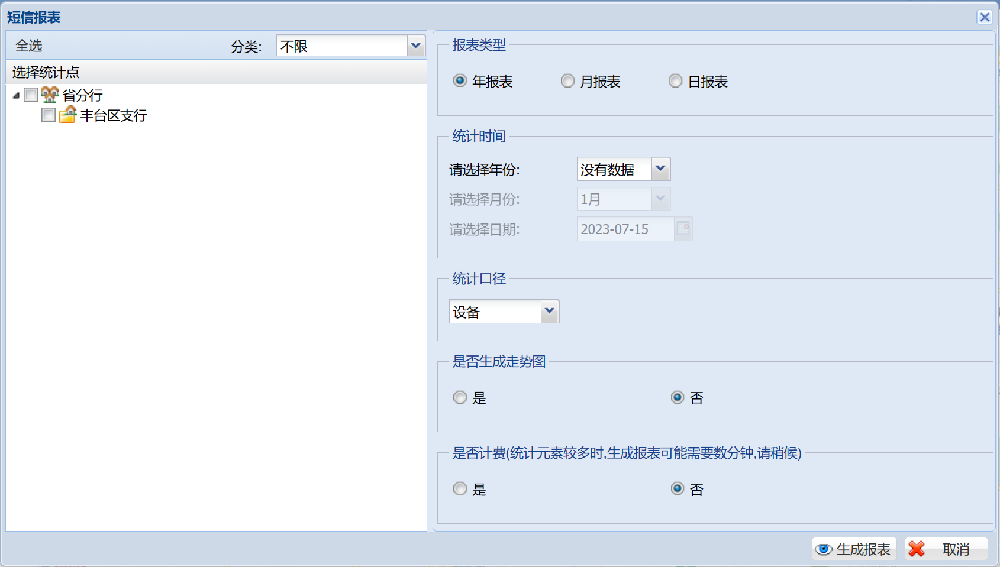 短信报表
全选 分类: 不限
选择统计点
省分行
丰台区支行
报表类型
年报表 月报表 日报表
统计时间
请选择年份: 没有数据
请选择月份: 1月
请选择日期: 2023-07-15
统计口径
设备
是否生成走势图
是 否
是否计费(统计元素较多时,生成报表可能需要数分钟,请稍候)
是 否
生成报表 取消